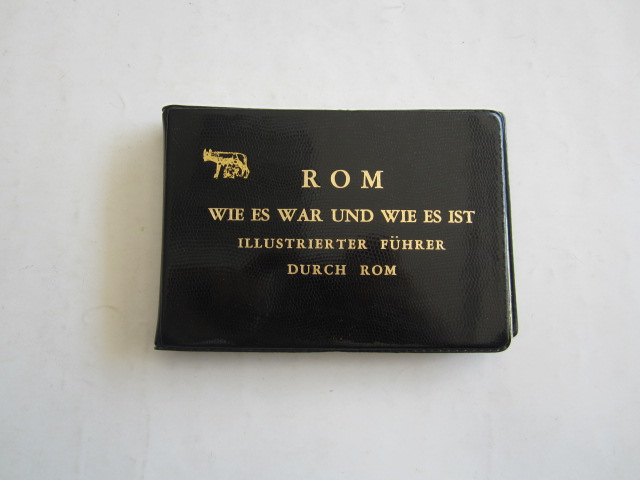 ROM
WIE ES WAR UND WIE ES IST
ILLUSTRIERTER FÜHRER
DURCH ROM